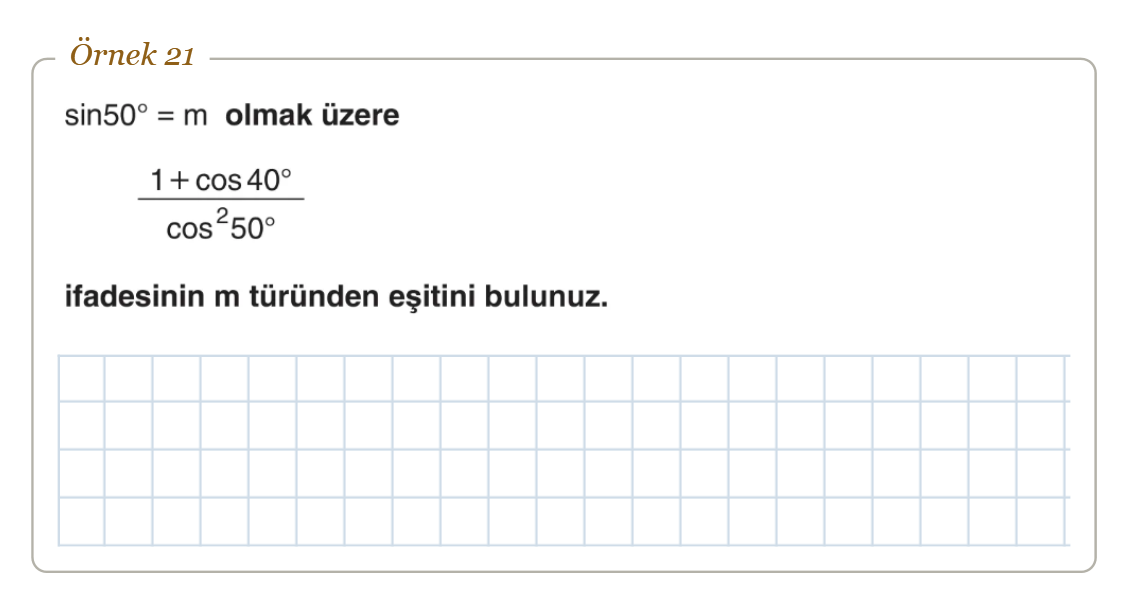 Örnek 21
sin50° = m olmak üzere
1 + cos 40°
cos²50°
ifadesinin m türünden eşitini bulunuz.